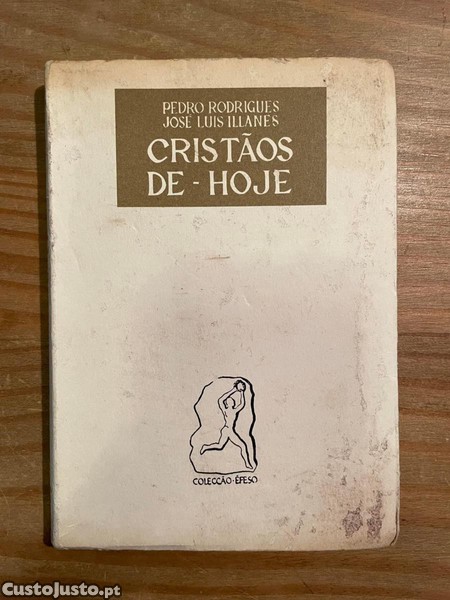 PEDRO RODRIGUES
JOSÉ LUIS ILLANES
CRISTÃOS
DE-HOJE
COLECÇÃO·ÉFESO
CustoJusto.pt